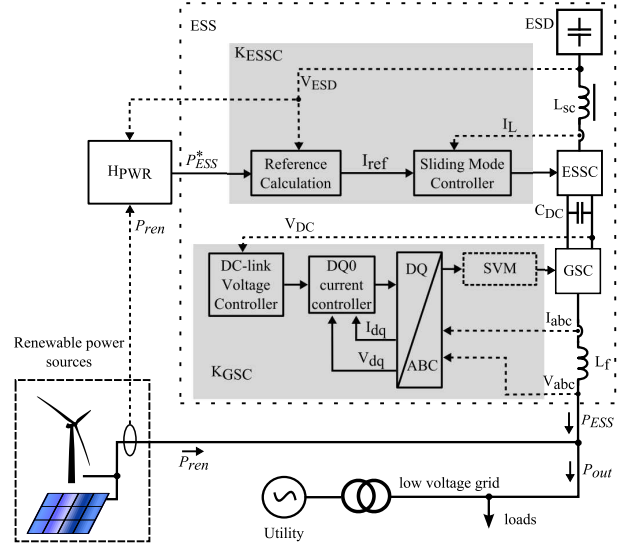 ESS
ESD
K_ESSC
V_ESD
L_sc
I_L
H_PWR
P*_ESS
Reference
Calculation
I_ref
Sliding Mode
Controller
ESSC
C_DC
P_ren
V_DC
DC-link
Voltage
Controller
DQ0
current
controller
DQ
ABC
SVM
GSC
I_dq
V_dq
I_abc
K_GSC
L_f
V_abc
Renewable power
sources
P_ESS
P_ren
P_out
low voltage grid
Utility
loads